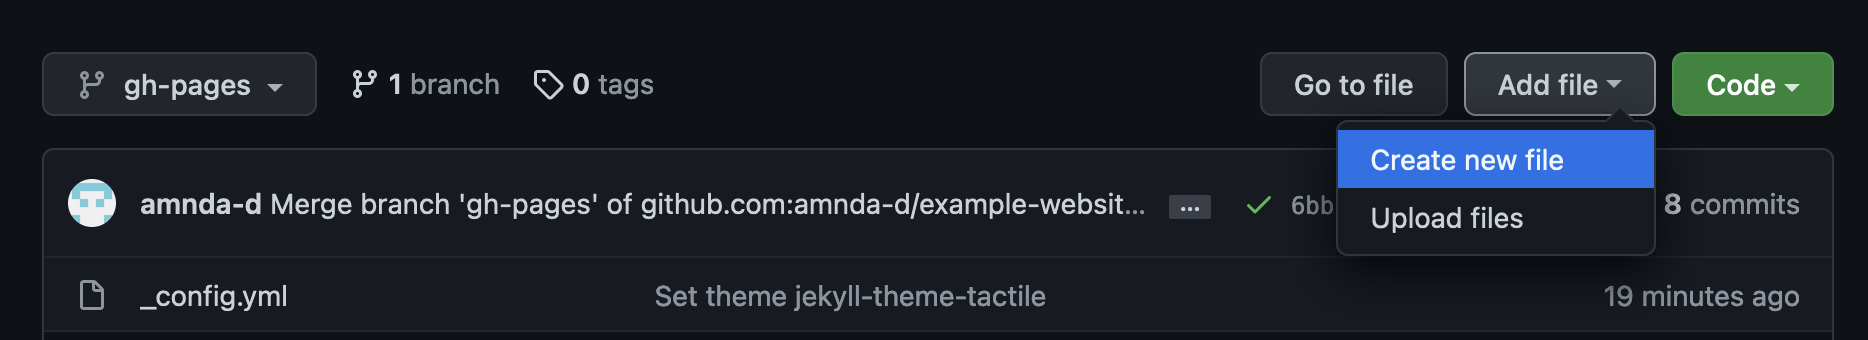 gh-pages 1 branch 0 tags Go to file Add file Code
Create new file
amnda-d Merge branch 'gh-pages' of github.com:amnda-d/example-websit... ... 6bb 8 commits
Upload files
_config.yml Set theme jekyll-theme-tactile 19 minutes ago